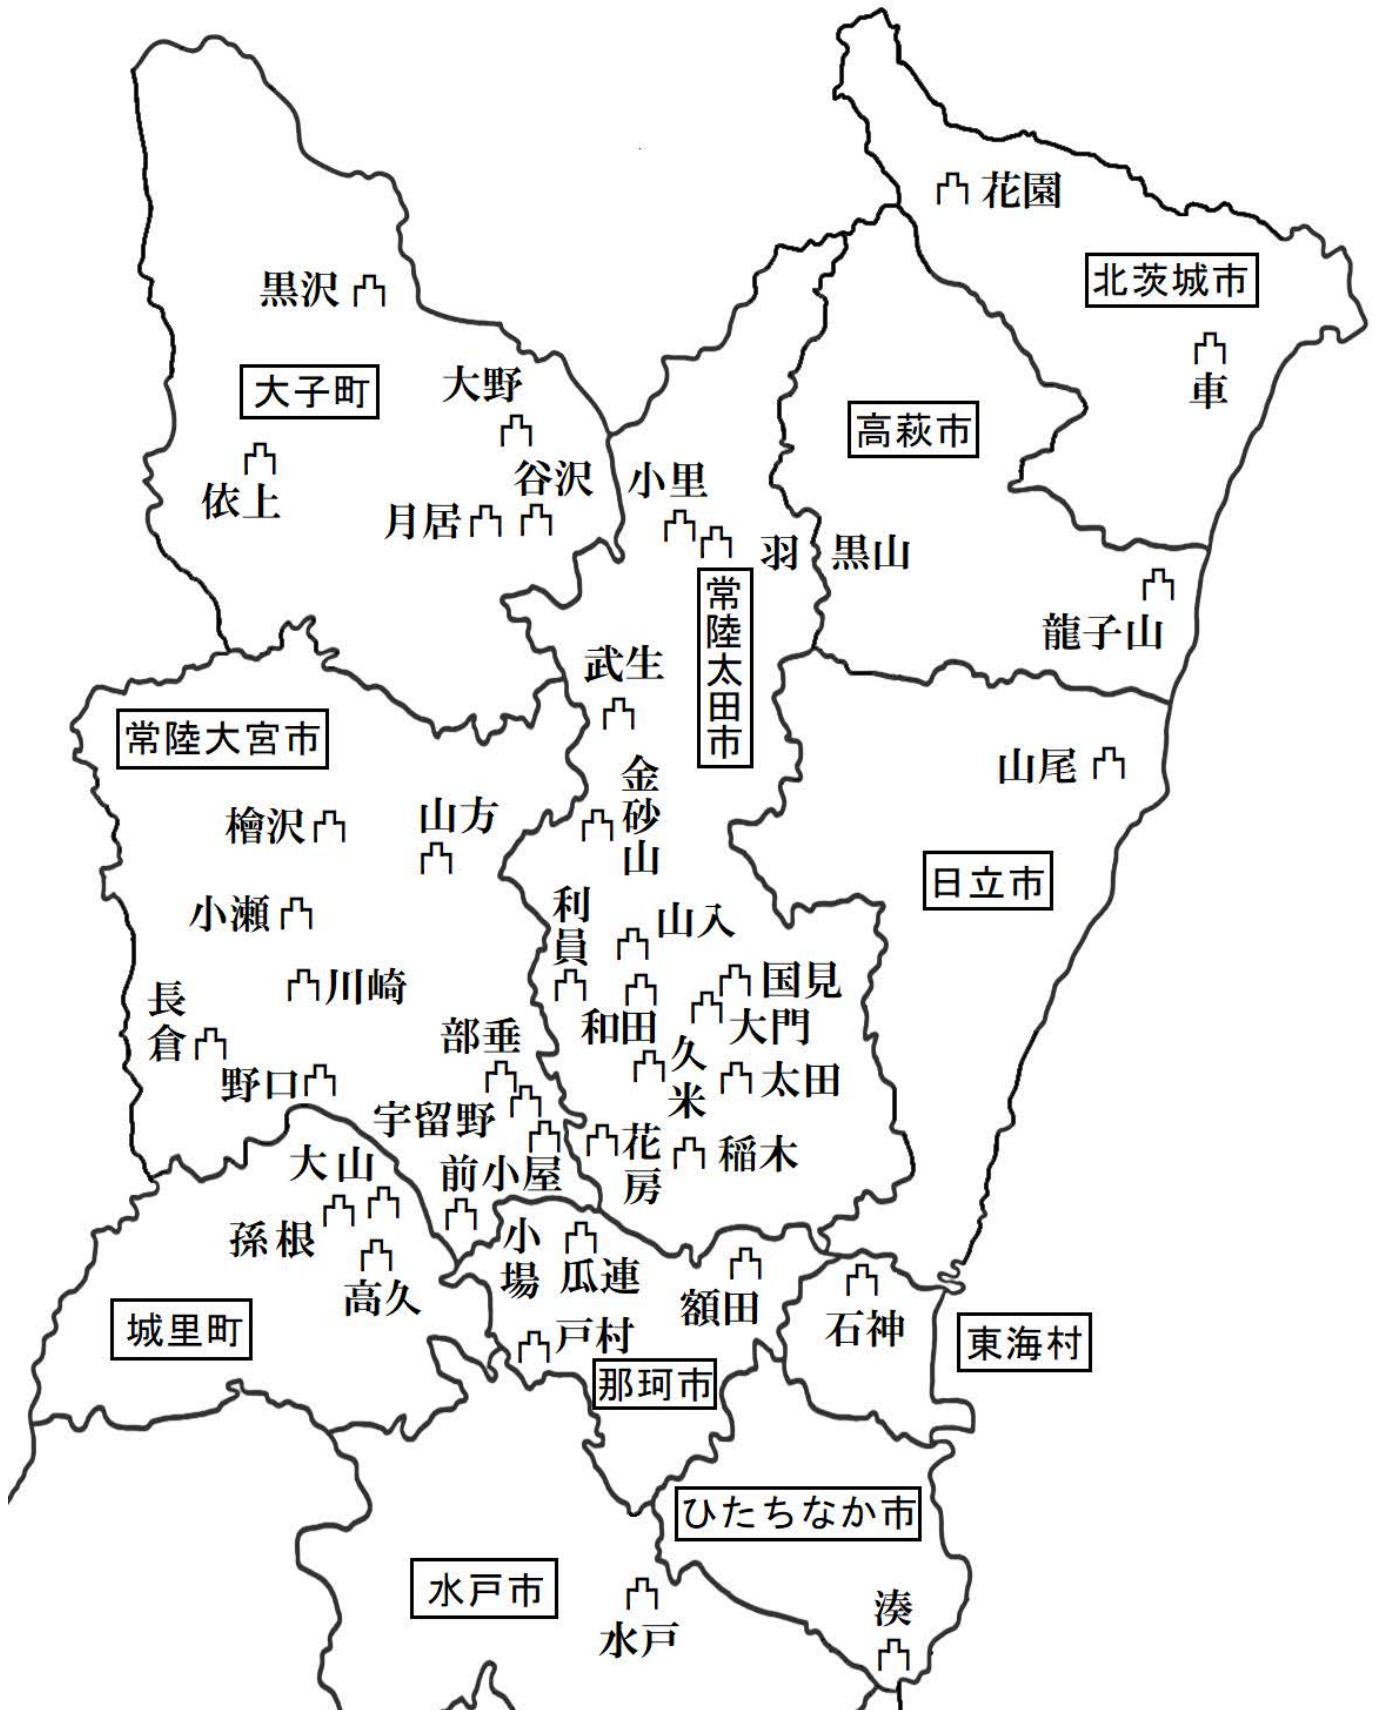 花園
北茨城市
黒沢
車
大子町
大野
高萩市
依上
谷沢
小里
月居
羽黒山
常陸太田市
龍子山
武生
常陸大宮市
山尾
金砂山
檜沢
山方
日立市
利員
山入
小瀬
国見
川崎
長倉
和田
大門
部垂
久米
太田
野口
宇留野
花房
稲木
大山
前小屋
孫根
小場
瓜連
高久
額田
石神
城里町
戸村
東海村
那珂市
ひたちなか市
水戸市
湊
水戸